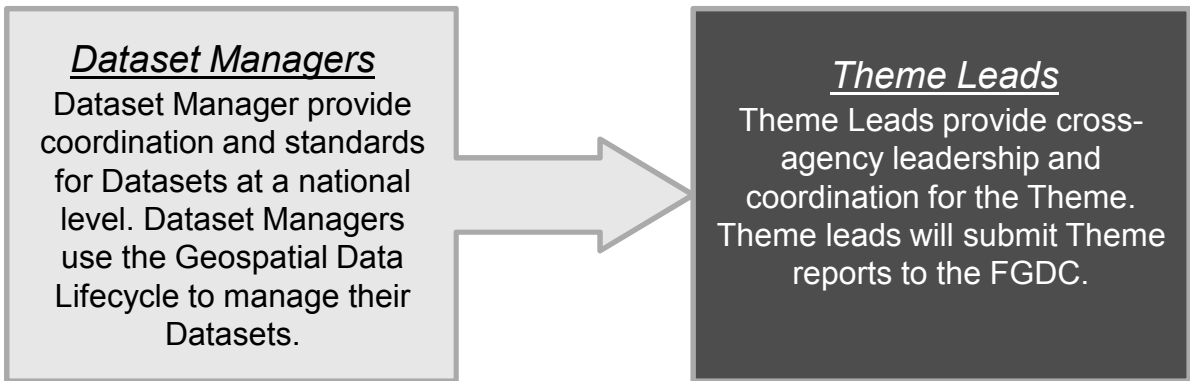 Dataset Managers
Dataset Manager provide
coordination and standards
for Datasets at a national
level. Dataset Managers
use the Geospatial Data
Lifecycle to manage their
Datasets.
Theme Leads
Theme Leads provide cross-
agency leadership and
coordination for the Theme.
Theme leads will submit Theme
reports to the FGDC.